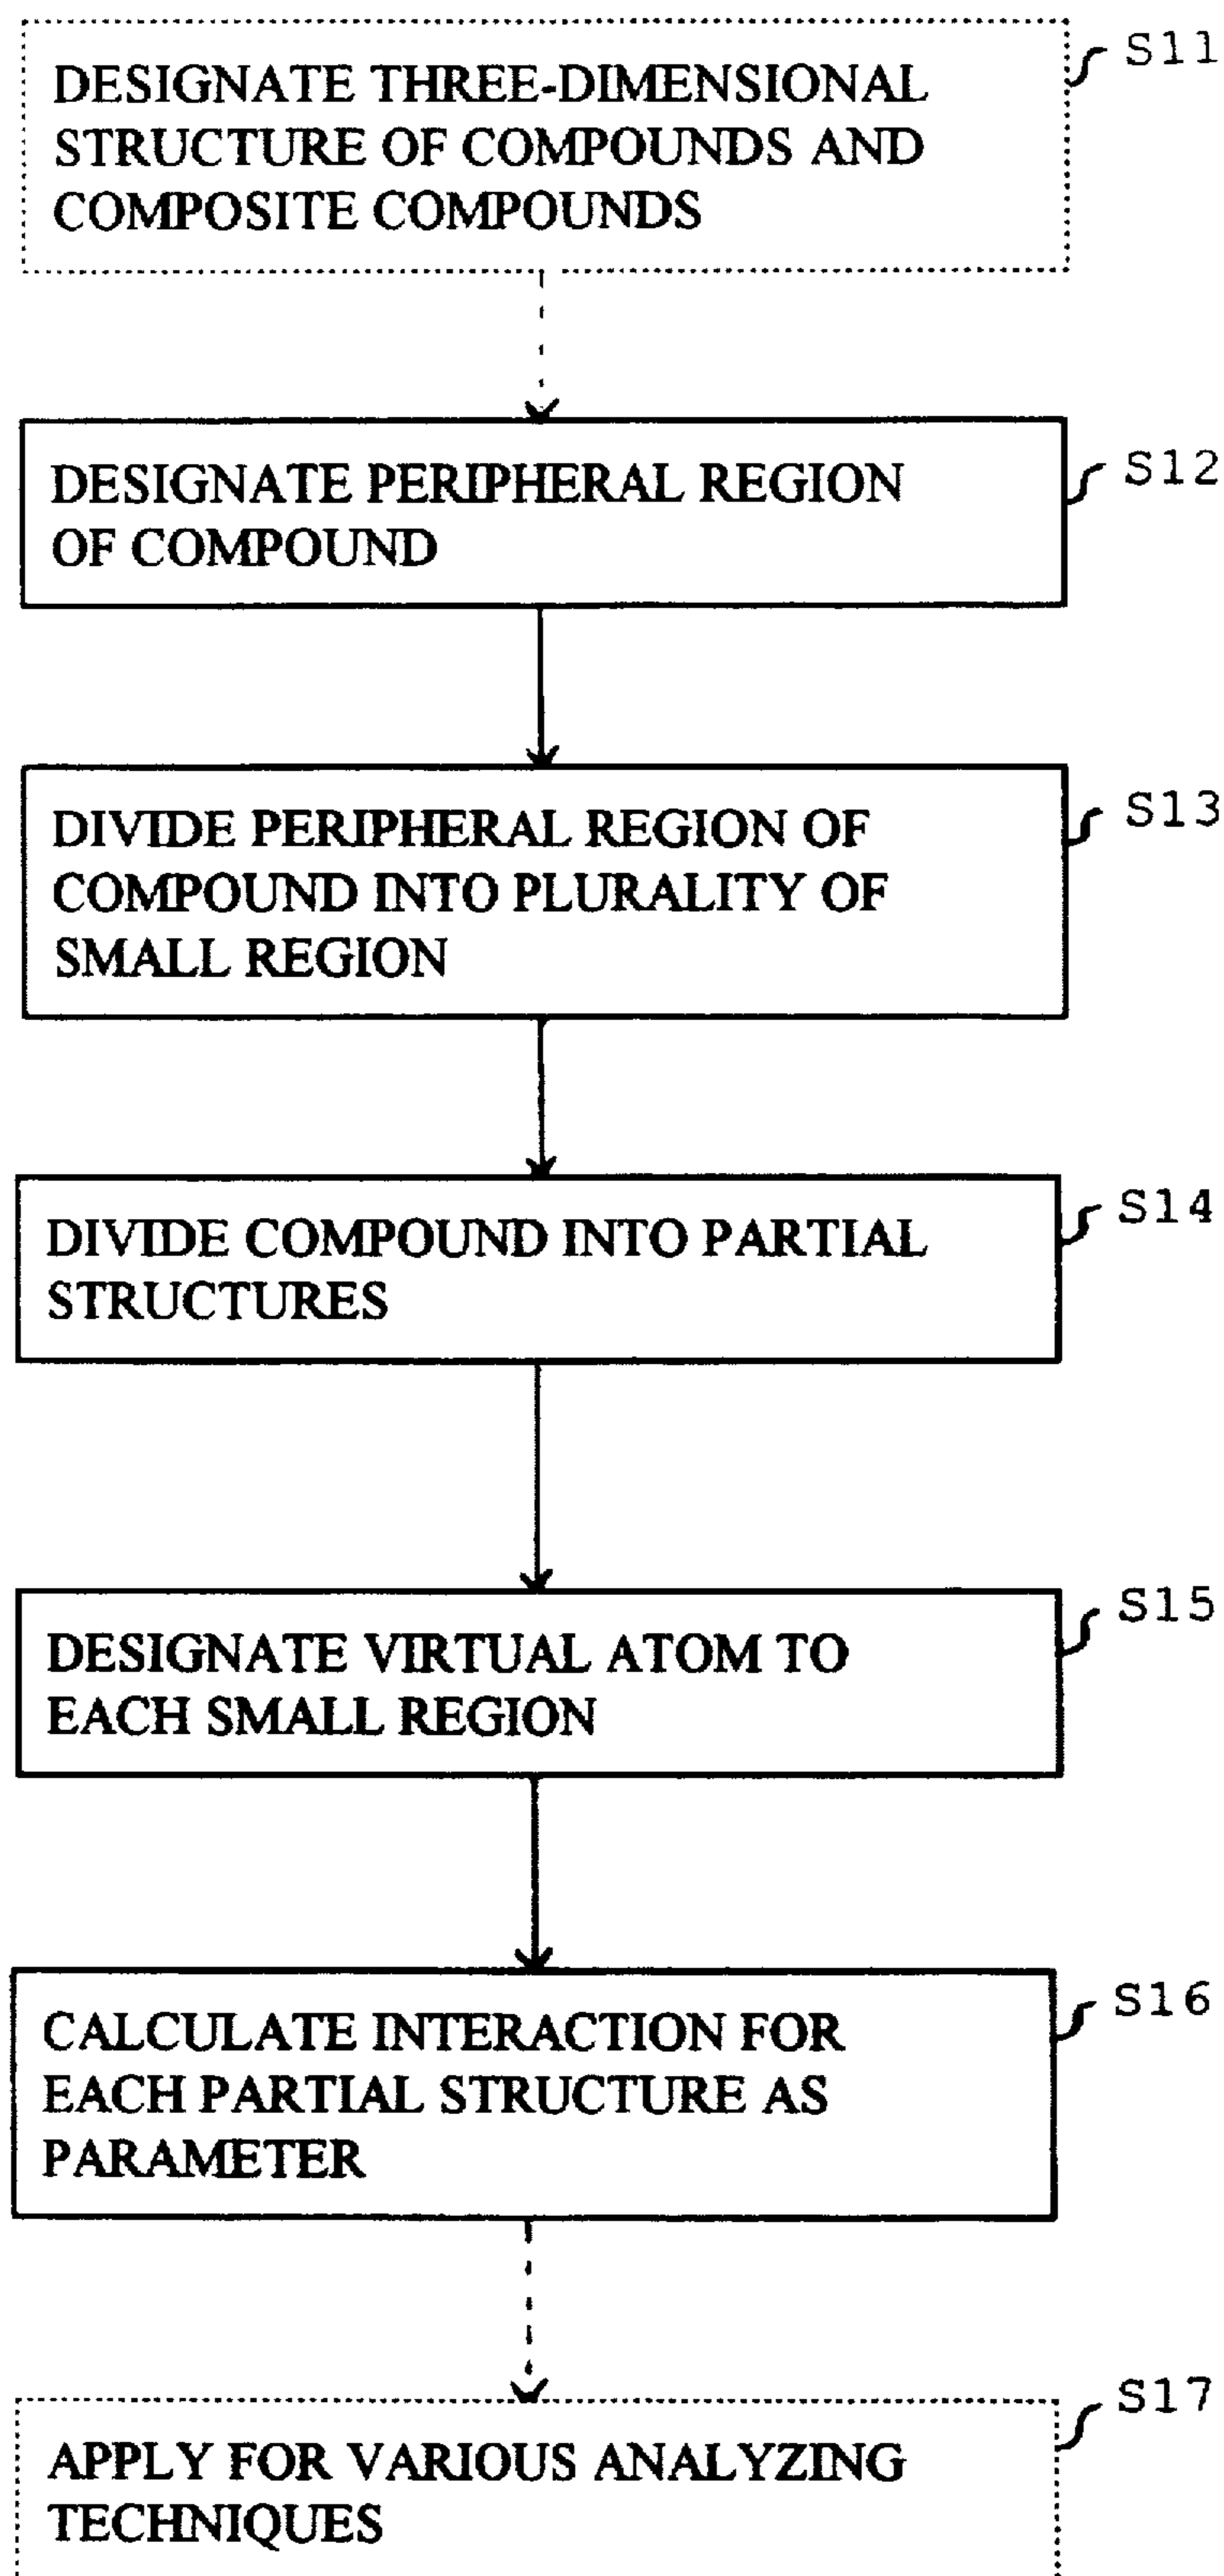 S11
DESIGNATE THREE-DIMENSIONAL
STRUCTURE OF COMPOUNDS AND
COMPOSITE COMPOUNDS
S12
DESIGNATE PERIPHERAL REGION
OF COMPOUND
S13
DIVIDE PERIPHERAL REGION OF
COMPOUND INTO PLURALITY OF
SMALL REGION
S14
DIVIDE COMPOUND INTO PARTIAL
STRUCTURES
S15
DESIGNATE VIRTUAL ATOM TO
EACH SMALL REGION
S16
CALCULATE INTERACTION FOR
EACH PARTIAL STRUCTURE AS
PARAMETER
S17
APPLY FOR VARIOUS ANALYZING
TECHNIQUES